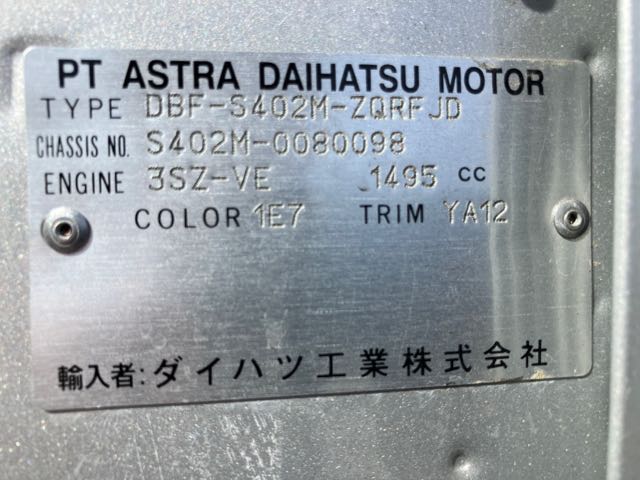 PT ASTRA DAIHATSU MOTOR
TYPE DBF-S402M-ZQRFJD
CHASSIS NO. S402M-0080098
ENGINE 3SZ-VE 1495 CC
COLOR 1E7 TRIM YA12
輸入者:ダイハツ工業株式会社